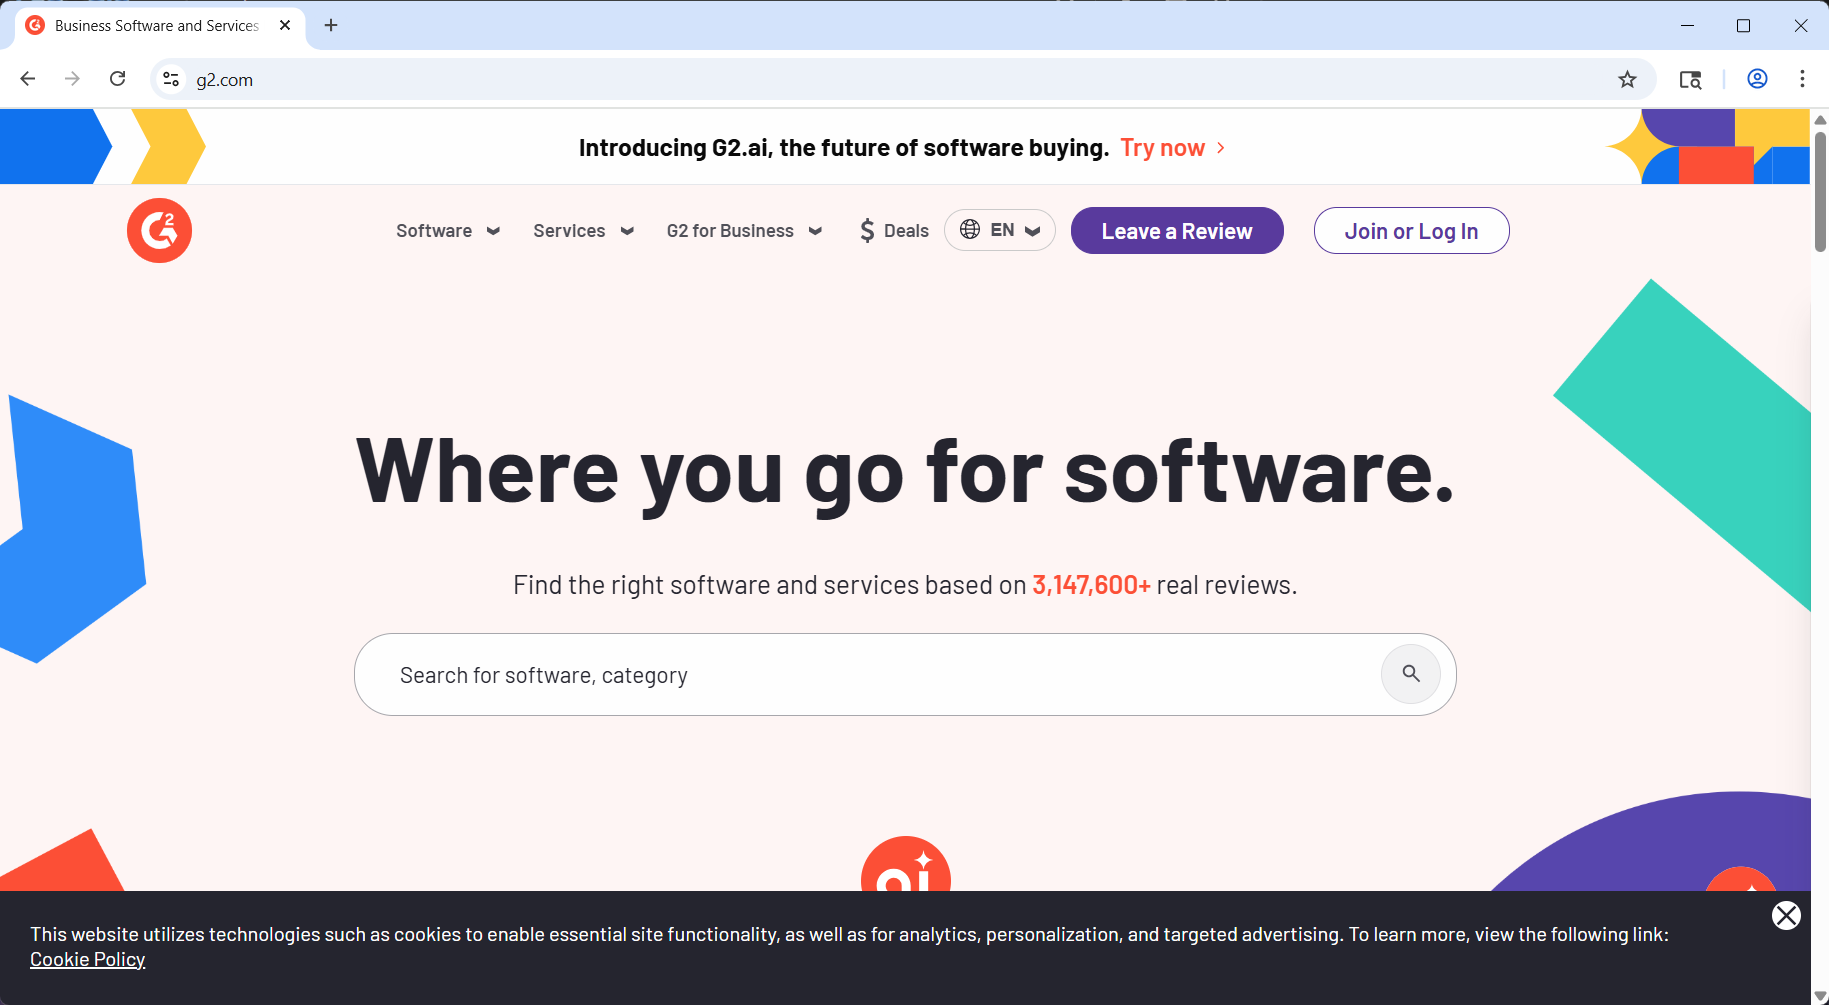 Business Software and Services
g2.com
Introducing G2.ai, the future of software buying. Try now
G2
Software
Services
G2 for Business
$ Deals
EN
Leave a Review
Join or Log In
Where you go for software.
Find the right software and services based on 3,147,600+ real reviews.
Search for software, category
ai
This website utilizes technologies such as cookies to enable essential site functionality, as well as for analytics, personalization, and targeted advertising. To learn more, view the following link:
Cookie Policy